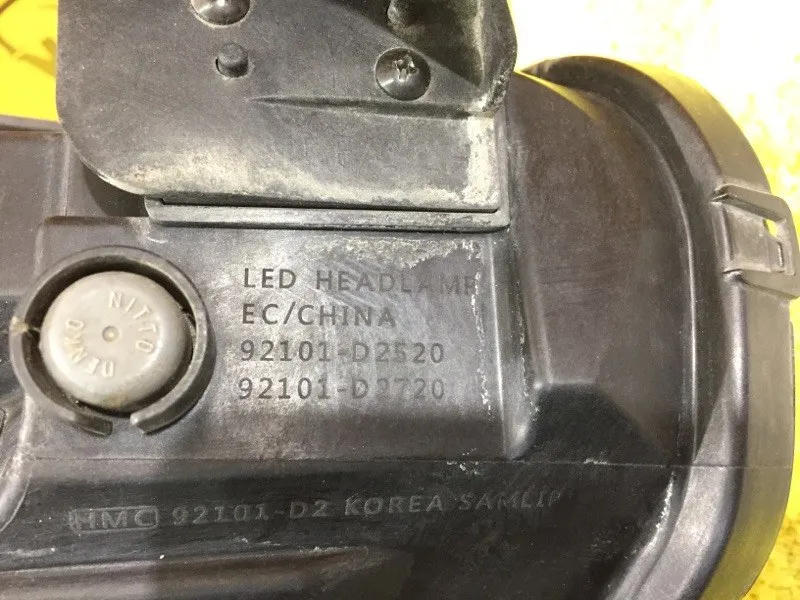 LED HEADLAMP
EC/CHINA
92101-D2520
92101-D2720
NITTO
DENKO
HMC 92101-D2 KOREA SAMLIP